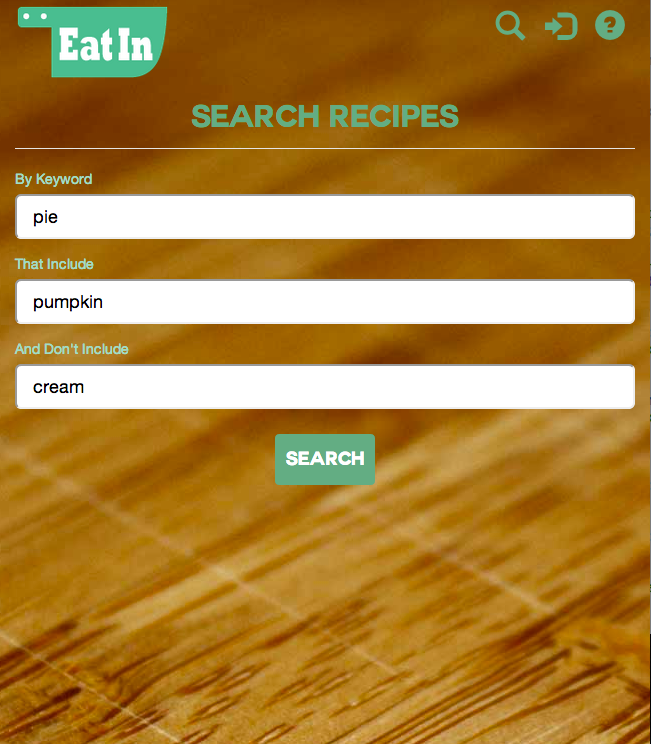 Eat In
SEARCH RECIPES
By Keyword
pie
That Include
pumpkin
And Don't Include
cream
SEARCH